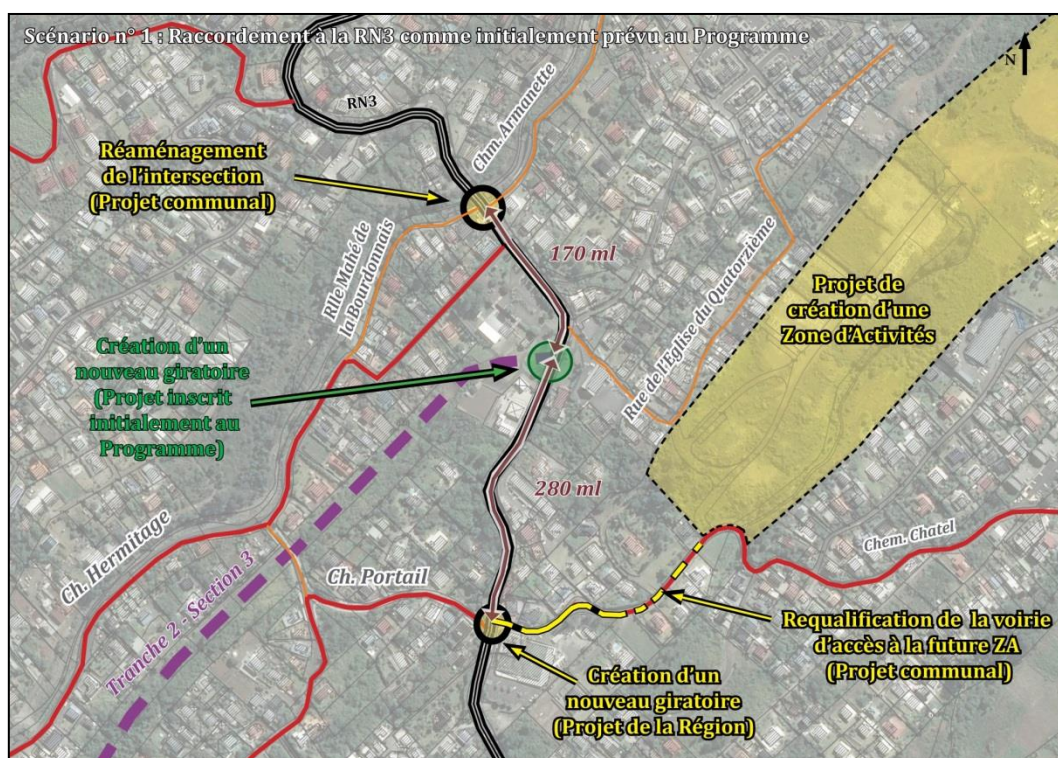 Scénario n° 1 : Raccordement à la RN3 comme initialement prévu au Programme
N
RN3
Chm. Armanette
Réaménagement
de l'intersection
(Projet communal)
Rlle Mahé de
la Bourdonnais
170 ml
Rue de l'Eglise du Quatorzième
Projet de
création d'une
Zone d'Activités
Création d'un
nouveau giratoire
(Projet inscrit
initialement au
Programme)
280 ml
Ch. Hermitage
Tranche 2 - Section 3
Ch. Portail
Chem. Chatel
Requalification de la voirie
d'accès à la future ZA
(Projet communal)
Création d'un
nouveau giratoire
(Projet de la Région)